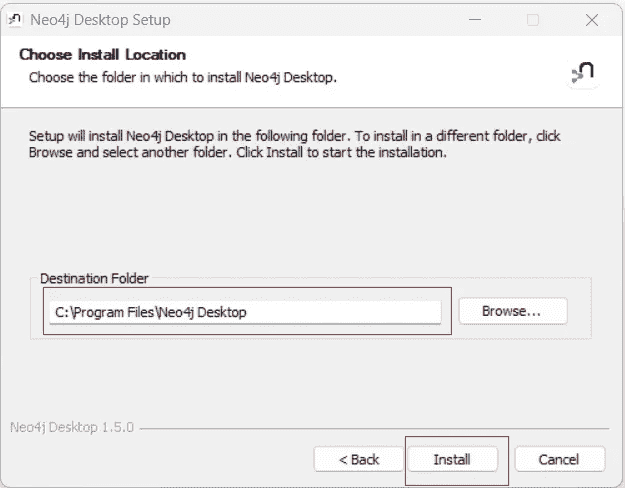 Neo4j Desktop Setup
Choose Install Location
Choose the folder in which to install Neo4j Desktop.
Setup will install Neo4j Desktop in the following folder. To install in a different folder, click
Browse and select another folder. Click Install to start the installation.
Destination Folder
C:\Program Files\Neo4j Desktop
Browse...
Neo4j Desktop 1.5.0
< Back
Install
Cancel